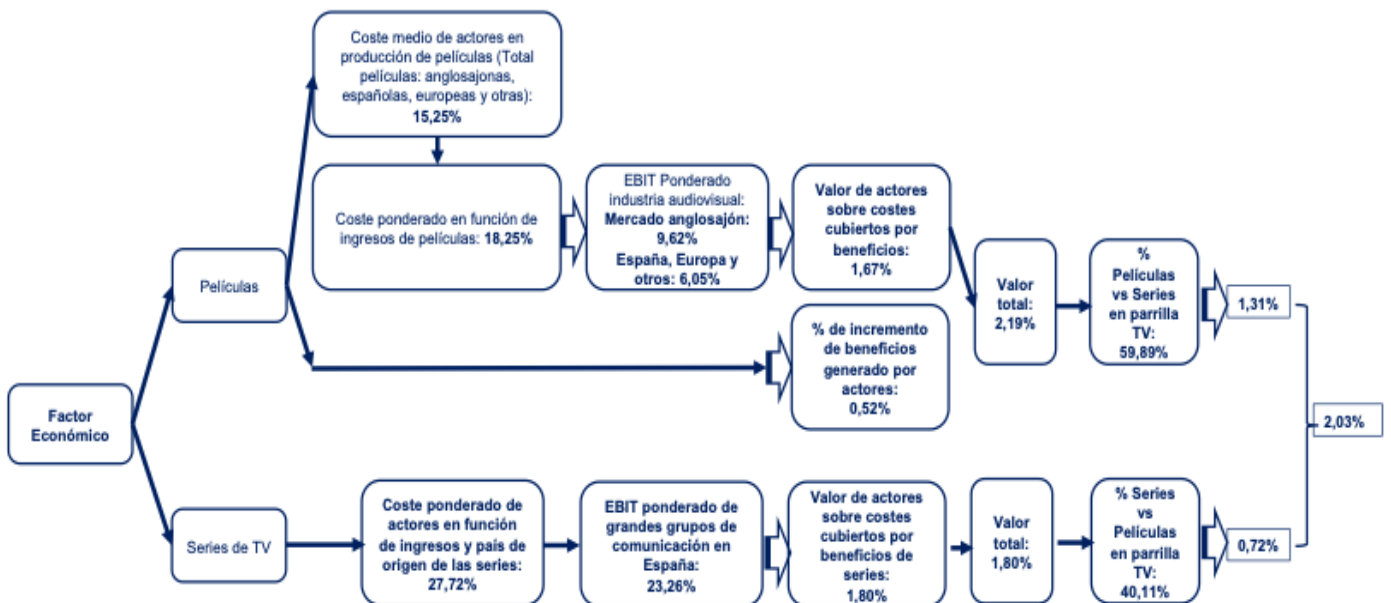 Coste medio de actores en
producción de películas (Total
películas: anglosajonas,
españolas, europeas y otras):
15,25%
Coste ponderado en función de
ingresos de películas: 18,25%
EBIT Ponderado
industria audiovisual:
Mercado anglosajón:
9,62%
España, Europa y
otros: 6,05%
Valor de actores
sobre costes
cubiertos por
beneficios:
1,67%
Películas
Valor
total:
2,19%
%
Películas
vs Series
en parrilla
TV:
59,89%
1,31%
% de incremento
de beneficios
generado por
actores:
0,52%
Factor
Económico
2,03%
Series de TV
Coste ponderado de
actores en función
de ingresos y país de
origen de las series:
27,72%
EBIT ponderado de
grandes grupos de
comunicación en
España:
23,26%
Valor de actores
sobre costes
cubiertos por
beneficios de
series:
1,80%
Valor
total:
1,80%
% Series
vs
Películas
en parrilla
TV:
40,11%
0,72%